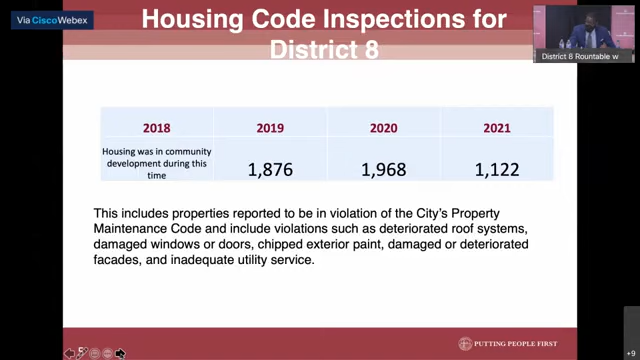 Via CiscoWebex
Housing Code Inspections for
District 8
District 8 Roundtable w
2018 2019 2020 2021
Housing was in community
development during this
time
1,876 1,968 1,122
This includes properties reported to be in violation of the City's Property
Maintenance Code and include violations such as deteriorated roof systems,
damaged windows or doors, chipped exterior paint, damaged or deteriorated
facades, and inadequate utility service.
PUTTING PEOPLE FIRST
+9